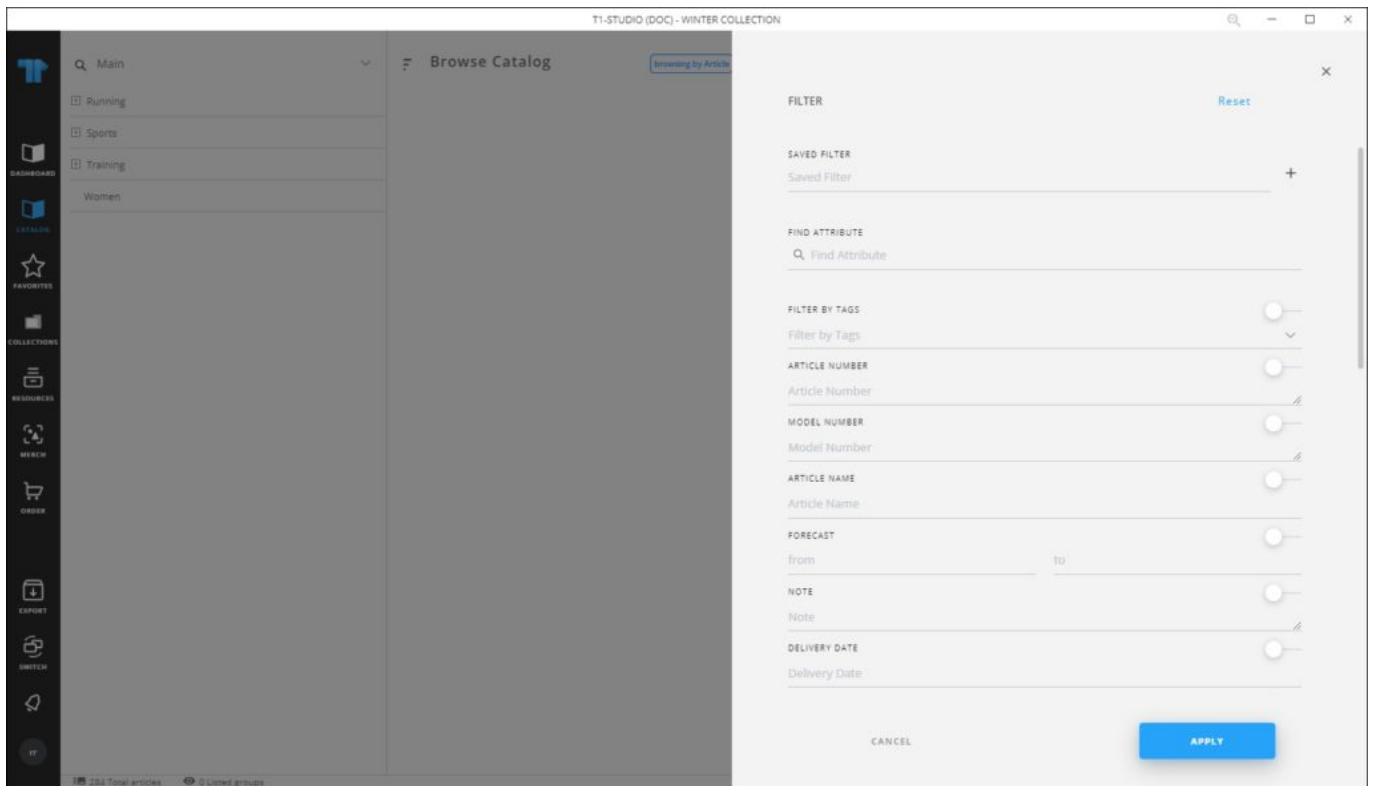 T1-STUDIO (DOC) - WINTER COLLECTION
Main
Running
Sports
Training
Women
Browse Catalog
browsing by Article
DASHBOARD
CATALOG
FAVORITES
COLLECTIONS
RESOURCES
MERCH
ORDER
EXPORT
SWITCH
IT
284 Total articles
0 Listed groups
FILTER
Reset
SAVED FILTER
Saved Filter
FIND ATTRIBUTE
Find Attribute
FILTER BY TAGS
Filter by Tags
ARTICLE NUMBER
Article Number
MODEL NUMBER
Model Number
ARTICLE NAME
Article Name
FORECAST
from to
NOTE
Note
DELIVERY DATE
Delivery Date
CANCEL APPLY